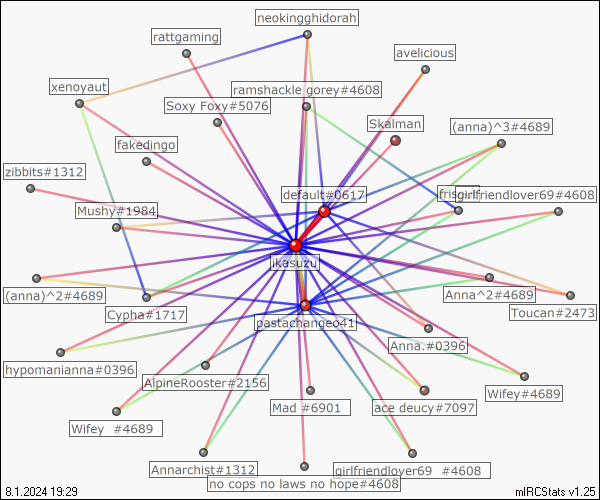 neokingghidorah
rattgaming
avelicious
xenoyaut
ramshackle gorey#4608
Soxy Foxy#5076
Skalman
(anna)^3#4689
fakedingo
zibbits#1312
default#0617
girlfriendlover69#4608
Mushy#1984
ikasuzu
(anna)^2#4689
Anna^2#4689
Cypha#1717
Toucan#2473
pastachangeo41
Anna.#0396
hypomanianna#0396
AlpineRooster#2156
Wifey#4689
Mad #6901
ace deucy#7097
Wifey #4689
Annarchist#1312
girlfriendlover69 #4608
no cops no laws no hope#4608
8.1.2024 19:29
mIRCStats v1.25